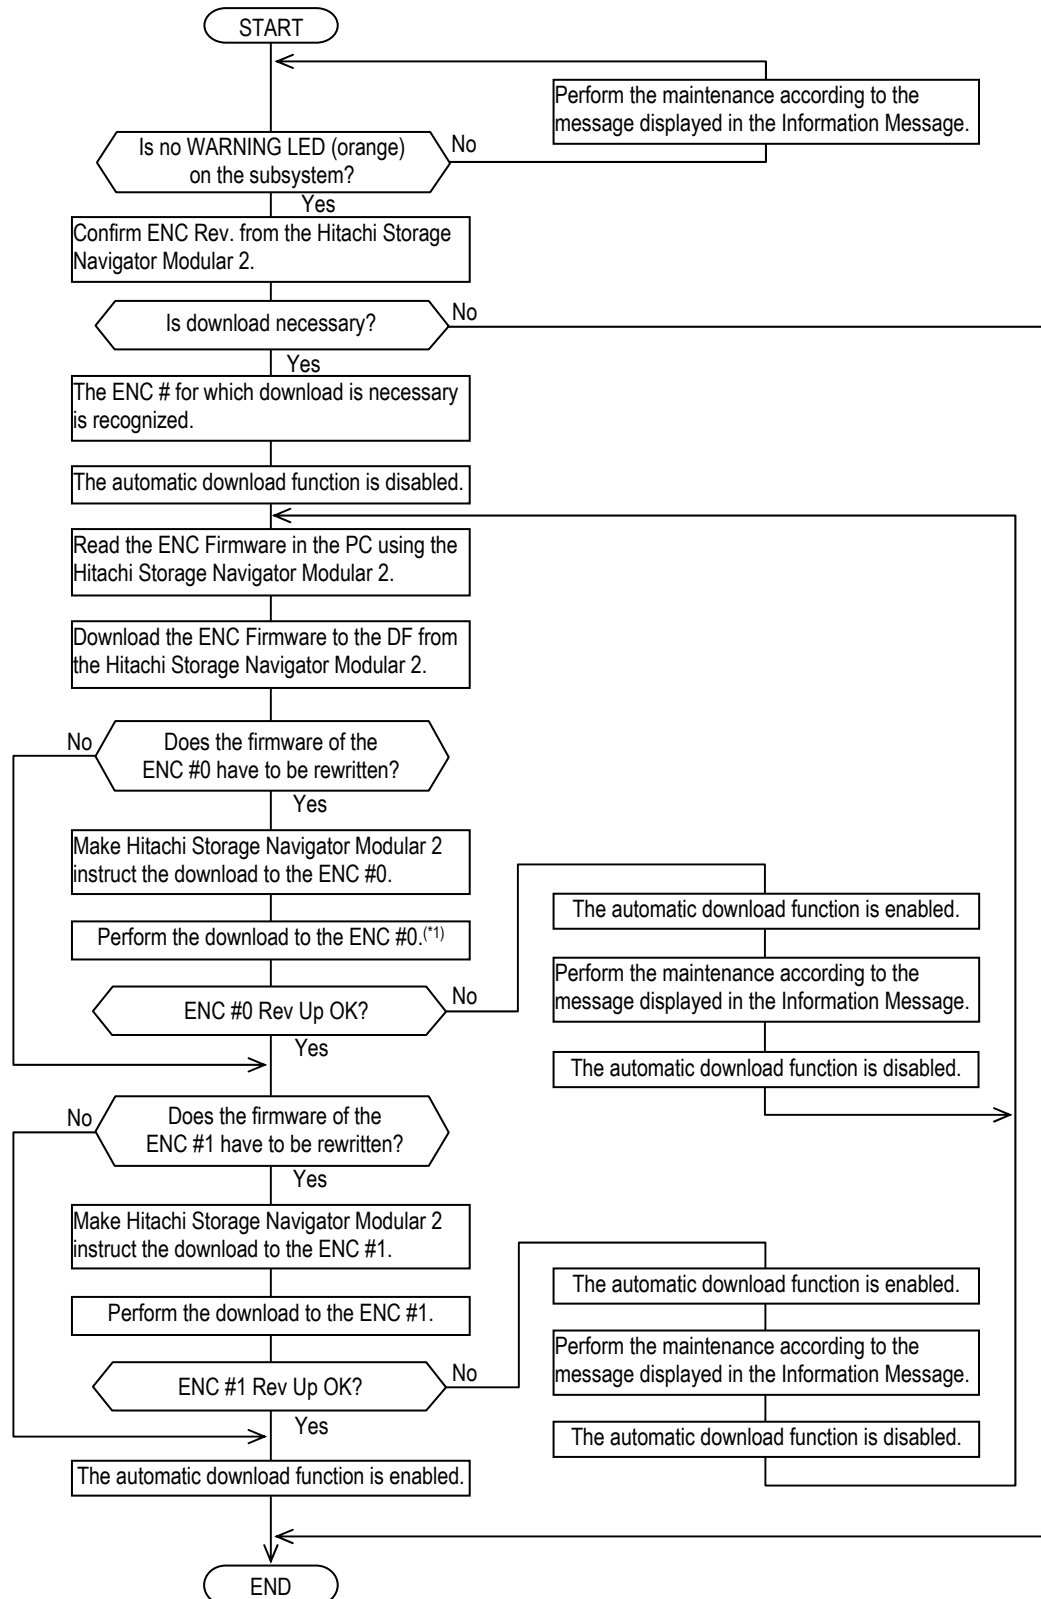 START
Perform the maintenance according to the
message displayed in the Information Message.
Is no WARNING LED (orange)
on the subsystem?
No
Yes
Confirm ENC Rev. from the Hitachi Storage
Navigator Modular 2.
Is download necessary?
No
Yes
The ENC # for which download is necessary
is recognized.
The automatic download function is disabled.
Read the ENC Firmware in the PC using the
Hitachi Storage Navigator Modular 2.
Download the ENC Firmware to the DF from
the Hitachi Storage Navigator Modular 2.
No
Does the firmware of the
ENC #0 have to be rewritten?
Yes
Make Hitachi Storage Navigator Modular 2
instruct the download to the ENC #0.
Perform the download to the ENC #0.(*1)
ENC #0 Rev Up OK?
No
Yes
The automatic download function is enabled.
Perform the maintenance according to the
message displayed in the Information Message.
The automatic download function is disabled.
No
Does the firmware of the
ENC #1 have to be rewritten?
Yes
Make Hitachi Storage Navigator Modular 2
instruct the download to the ENC #1.
Perform the download to the ENC #1.
ENC #1 Rev Up OK?
No
Yes
The automatic download function is enabled.
Perform the maintenance according to the
message displayed in the Information Message.
The automatic download function is disabled.
The automatic download function is enabled.
END